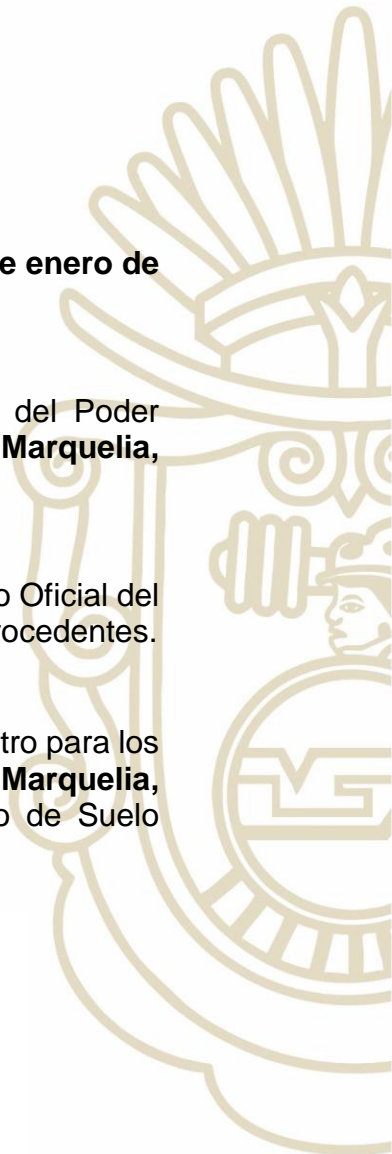 e enero de
del Poder
Marquelia,
o Oficial del
rocedentes.
tro para los
Marquelia,
o de Suelo